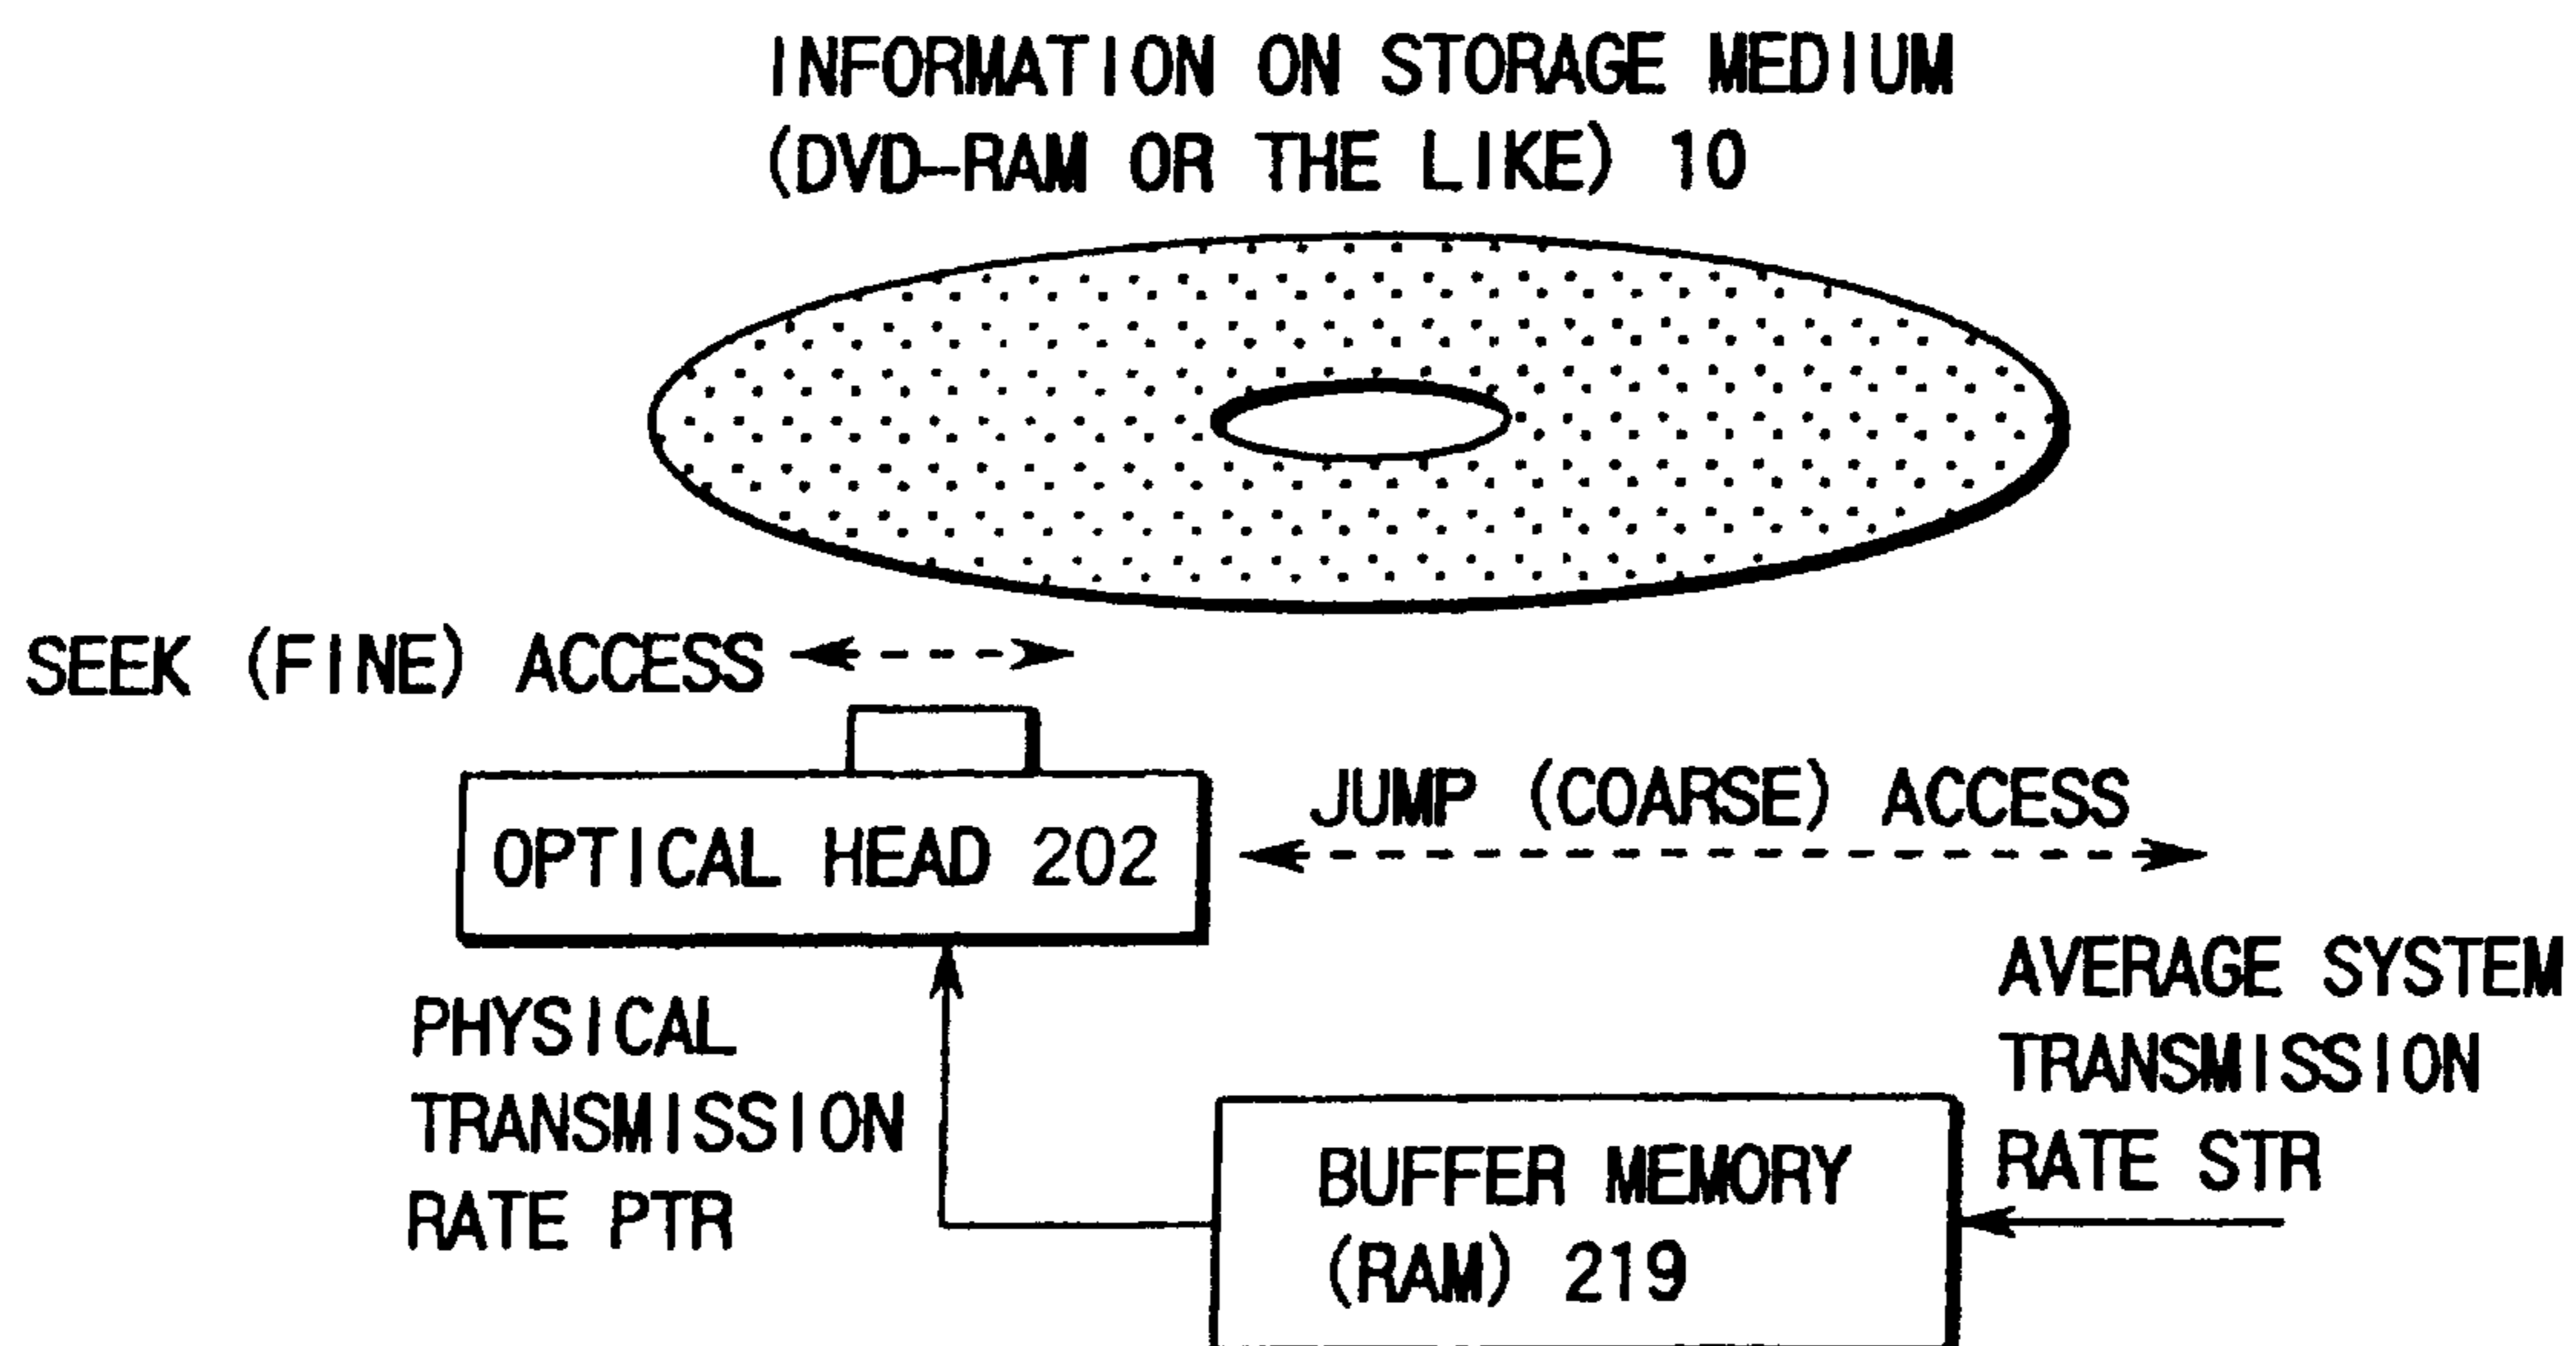 INFORMATION ON STORAGE MEDIUM
(DVD-RAM OR THE LIKE) 10
SEEK (FINE) ACCESS
JUMP (COARSE) ACCESS
OPTICAL HEAD 202
PHYSICAL
TRANSMISSION
RATE PTR
AVERAGE SYSTEM
TRANSMISSION
RATE STR
BUFFER MEMORY
(RAM) 219